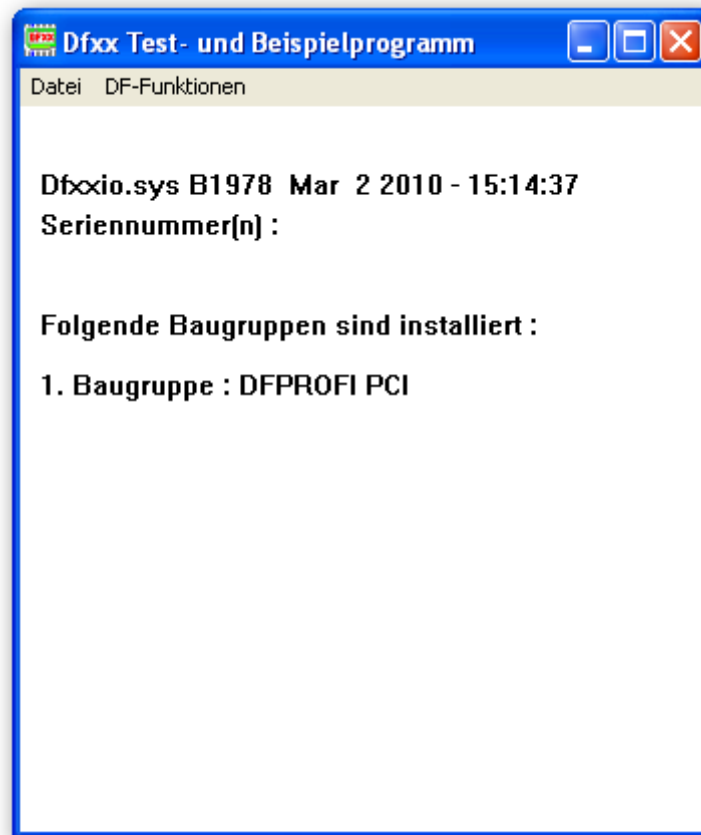 Dfxx Test- und Beispielprogramm
Datei DF-Funktionen
Dfxxio.sys B1978 Mar 2 2010 - 15:14:37
Seriennummer(n) :
Folgende Baugruppen sind installiert :
1. Baugruppe : DFPROFI PCI